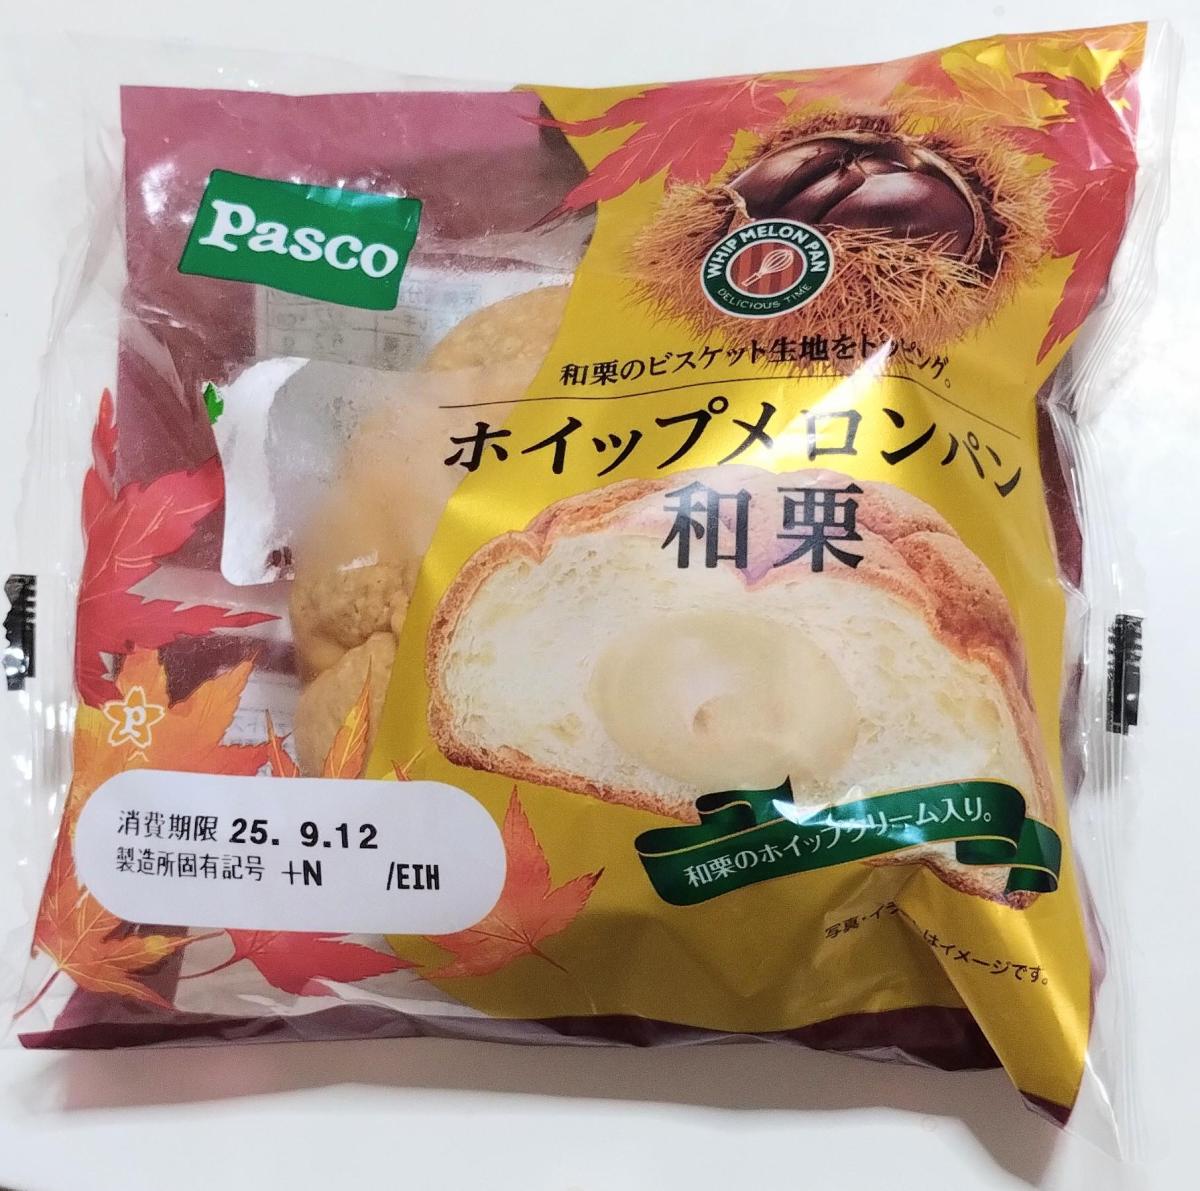 Pasco
WHIP MELON PAN
DELICIOUS TIME
和栗のビスケット生地をトッピング。
ホイップメロンパン
和栗
和栗のホイップクリーム入り。
P
消費期限 25. 9.12
製造所固有記号 +N /EIH
写真・イラ はイメージです。